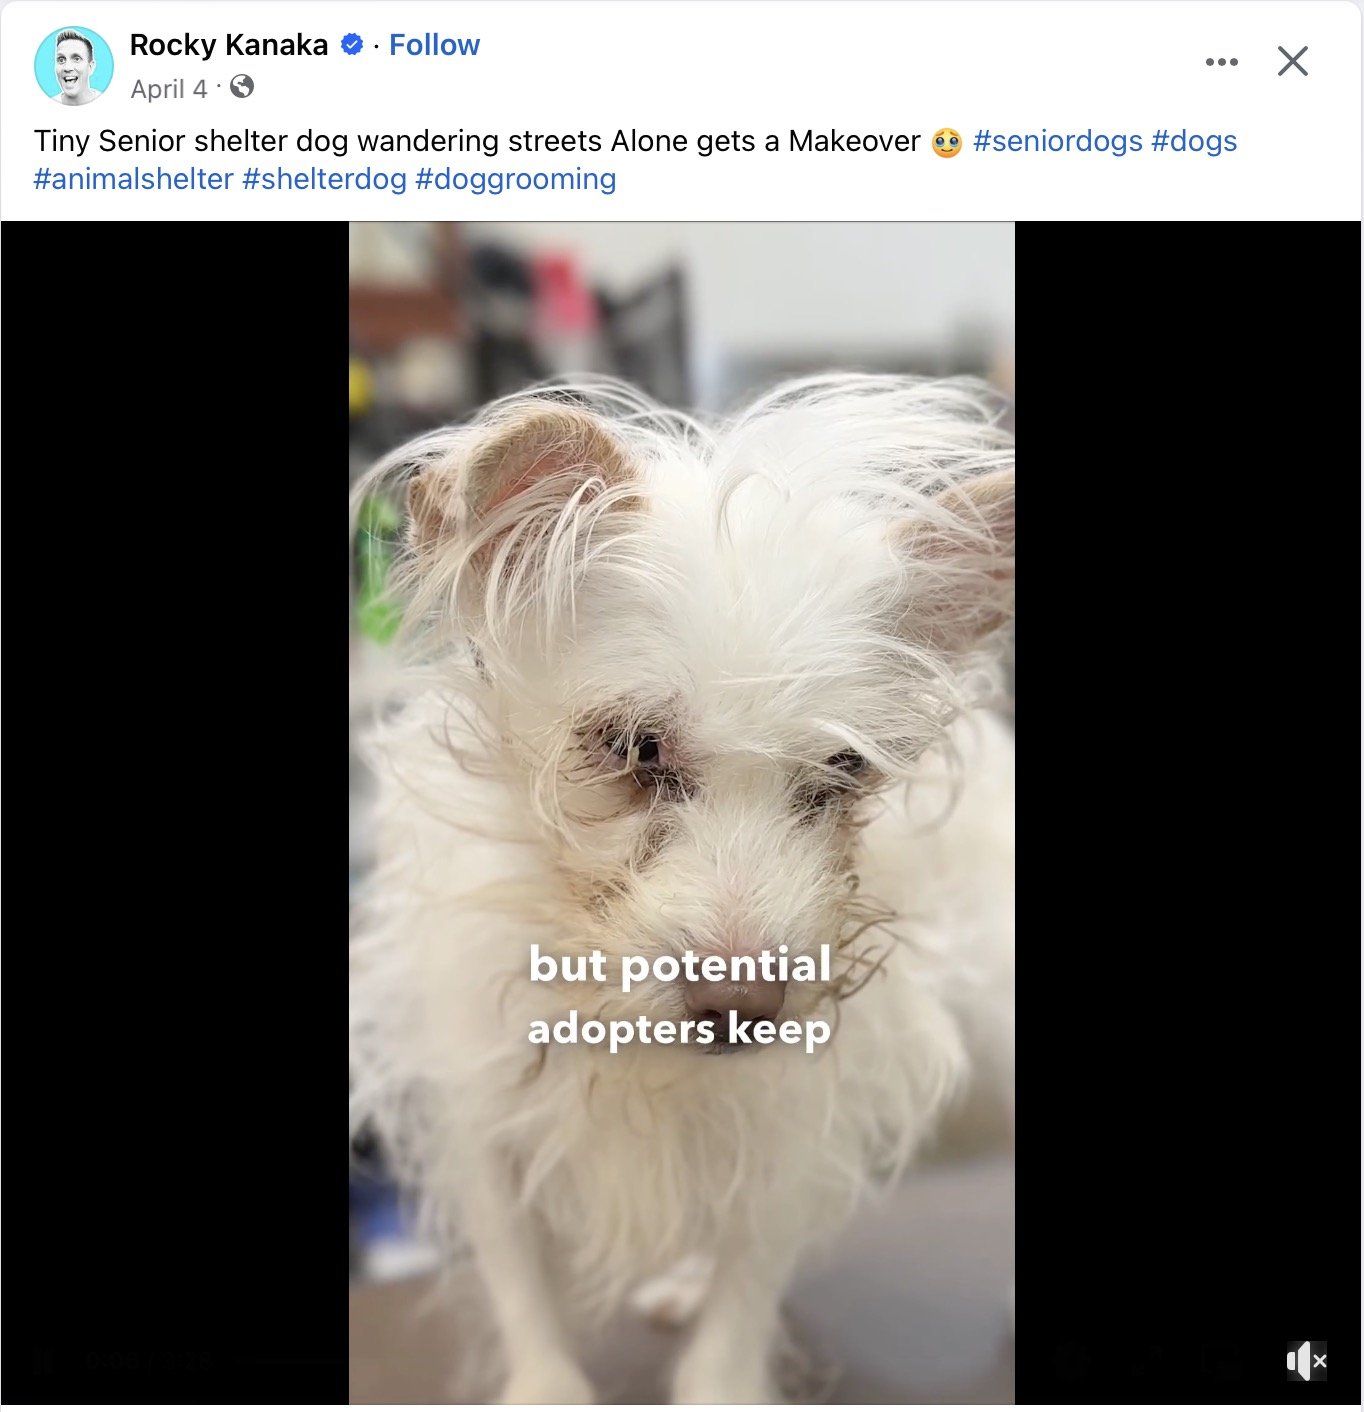 Rocky Kanaka · Follow
April 4 ·
Tiny Senior shelter dog wandering streets Alone gets a Makeover 🥹 #seniordogs #dogs
#animalshelter #shelterdog #doggrooming
but potential
adopters keep